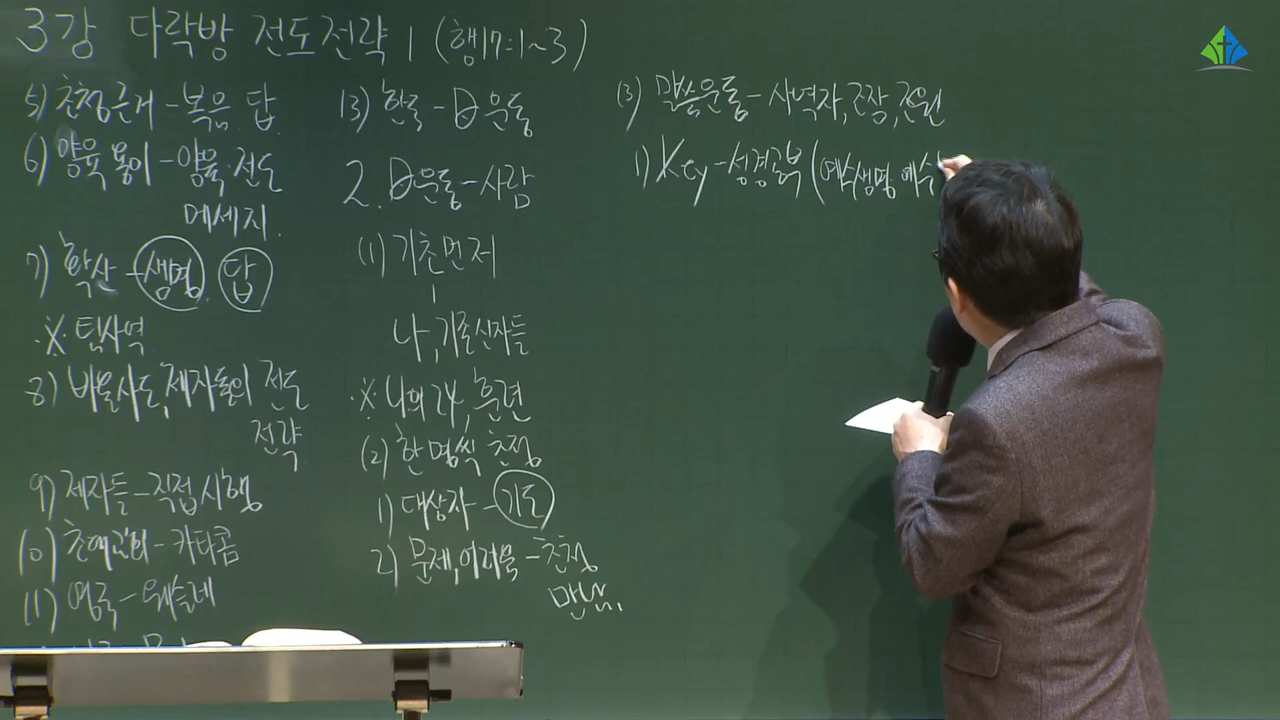 3강 다락방 전도전략 1 (행17:1~3)
5) 초청근거 - 복음, 답.
6) 양육 용이 - 양육, 전도
메세지.
7) 확산 - 생명, 답
※ 팀사역
8) 바울사도, 제자들의 전도
전략
9) 제자들 - 직접 시행
10) 초대교회 - 카타콤
11) 영국 - 웨슬레
13) 한국 - D운동
2. D운동 - 사람
(1) 기초먼저
나, 기존신자들
※ 나의 24, 훈련
(2) 한 명씩 초청
1) 대상자 - 기도
2) 문제, 어려움 - 초청
만남.
(3) 말씀운동 - 사역자, 조장, 전원
1) Key - 성경공부 (예수생명, 예수